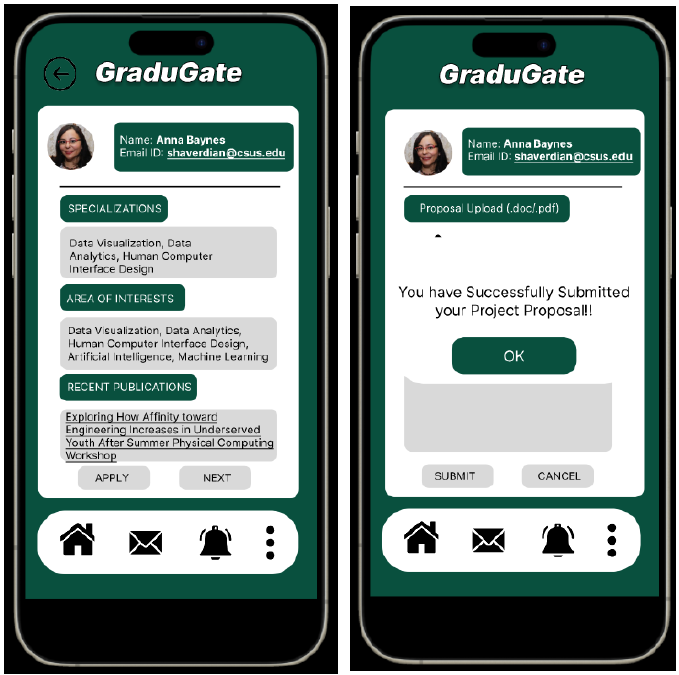 GraduGate
Name: Anna Baynes
Email ID: shaverdian@csus.edu
SPECIALIZATIONS
Data Visualization, Data
Analytics, Human Computer
Interface Design
AREA OF INTERESTS
Data Visualization, Data Analytics,
Human Computer Interface Design,
Artificial Intelligence, Machine Learning
RECENT PUBLICATIONS
Exploring How Affinity toward
Engineering Increases in Underserved
Youth After Summer Physical Computing
Workshop
APPLY
NEXT
GraduGate
Name: Anna Baynes
Email ID: shaverdian@csus.edu
Proposal Upload (.doc/.pdf)
You have Successfully Submitted
your Project Proposal!!
OK
SUBMIT
CANCEL